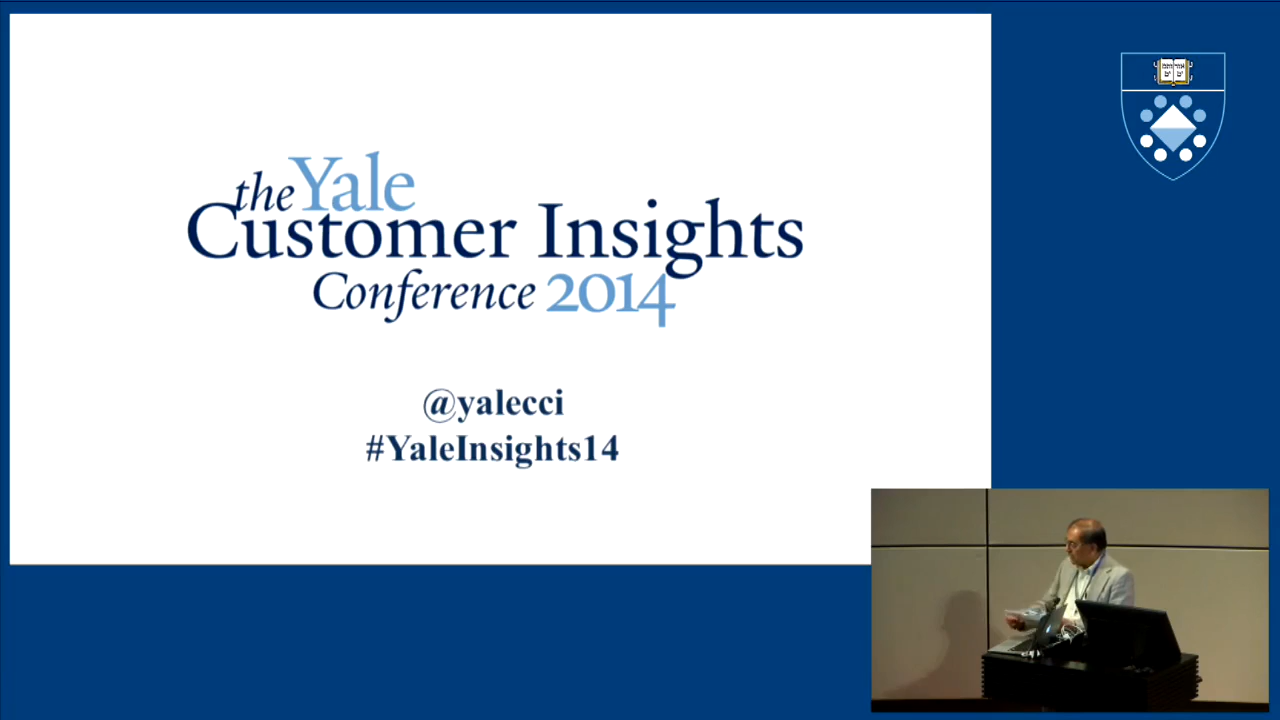 the Yale
Customer Insights
Conference 2014
@yalecci
#YaleInsights14